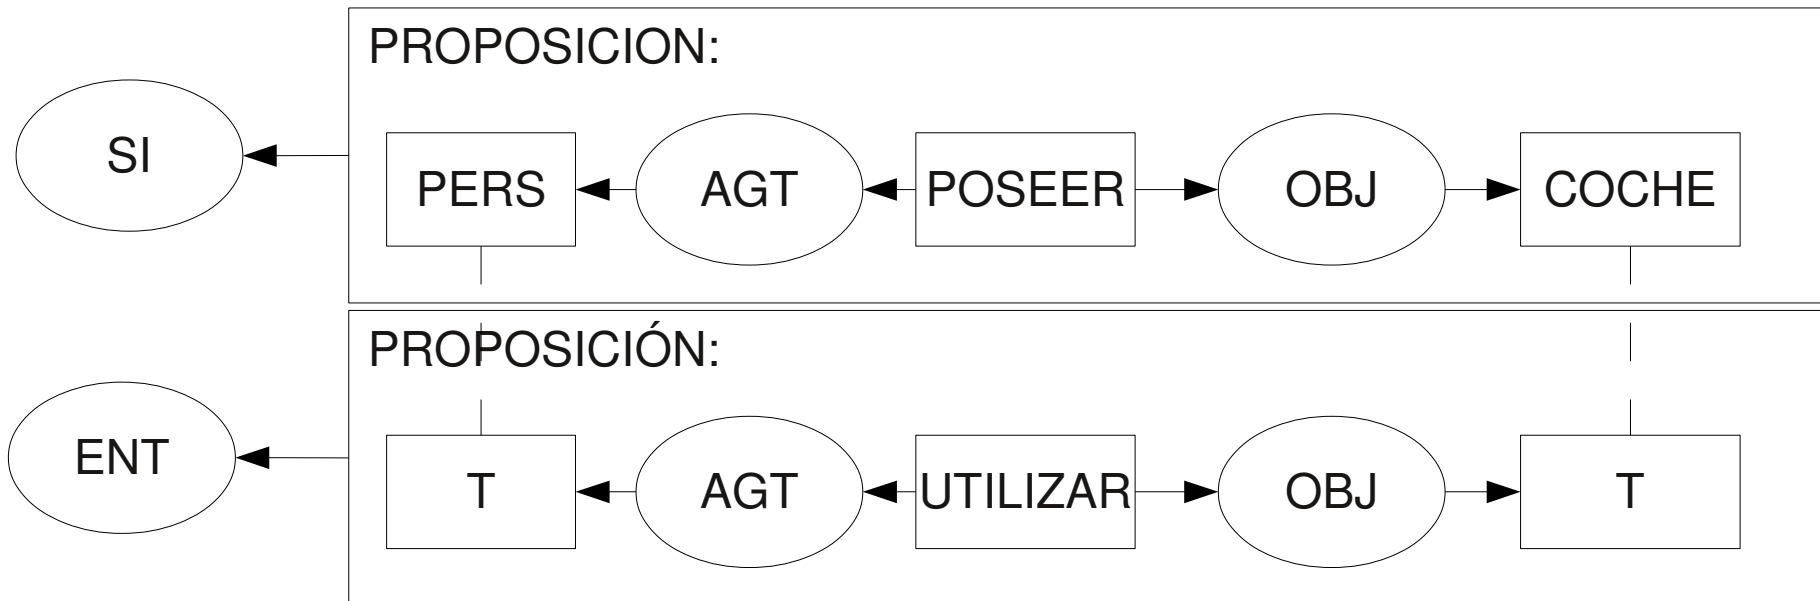 PROPOSICION:
SI
PERS AGT POSEER OBJ COCHE
PROPOSICIÓN:
ENT
T AGT UTILIZAR OBJ T